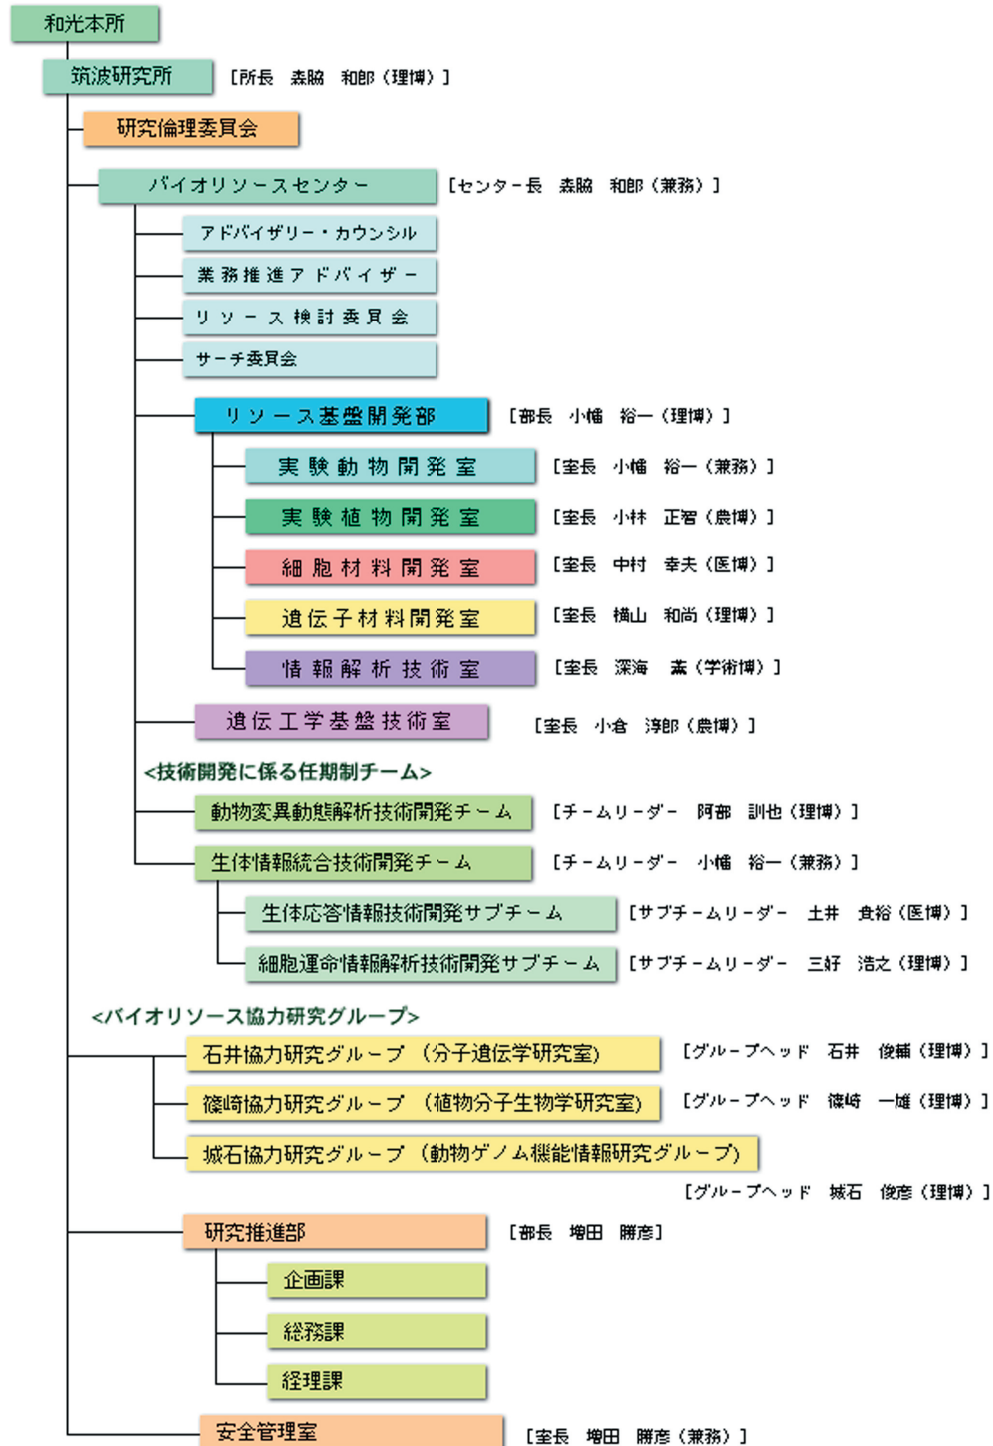 和光本所
筑波研究所 [所長 森脇 和郎(理博)]
研究倫理委員会
バイオリソースセンター [センター長 森脇 和郎(兼務)]
アドバイザリー・カウンシル
業務推進アドバイザー
リソース検討委員会
サーチ委員会
リソース基盤開発部 [部長 小幡 裕一(理博)]
実験動物開発室 [室長 小幡 裕一(兼務)]
実験植物開発室 [室長 小林 正智(農博)]
細胞材料開発室 [室長 中村 幸夫(医博)]
遺伝子材料開発室 [室長 横山 和尚(理博)]
情報解析技術室 [室長 深海 薫(学術博)]
遺伝工学基盤技術室 [室長 小倉 淳郎(農博)]
<技術開発に係る任期制チーム>
動物変異動態解析技術開発チーム [チームリーダー 阿部 訓也(理博)]
生体情報統合技術開発チーム [チームリーダー 小幡 裕一(兼務)]
生体応答情報技術開発サブチーム [サブチームリーダー 土井 貴裕(医博)]
細胞運命情報解析技術開発サブチーム [サブチームリーダー 三好 浩之(理博)]
<バイオリソース協力研究グループ>
石井協力研究グループ (分子遺伝学研究室) [グループヘッド 石井 俊輔(理博)]
篠崎協力研究グループ (植物分子生物学研究室) [グループヘッド 篠崎 一雄(理博)]
城石協力研究グループ (動物ゲノム機能情報研究グループ)
[グループヘッド 城石 俊彦(理博)]
研究推進部 [部長 増田 勝彦]
企画課
総務課
経理課
安全管理室 [室長 増田 勝彦(兼務)]